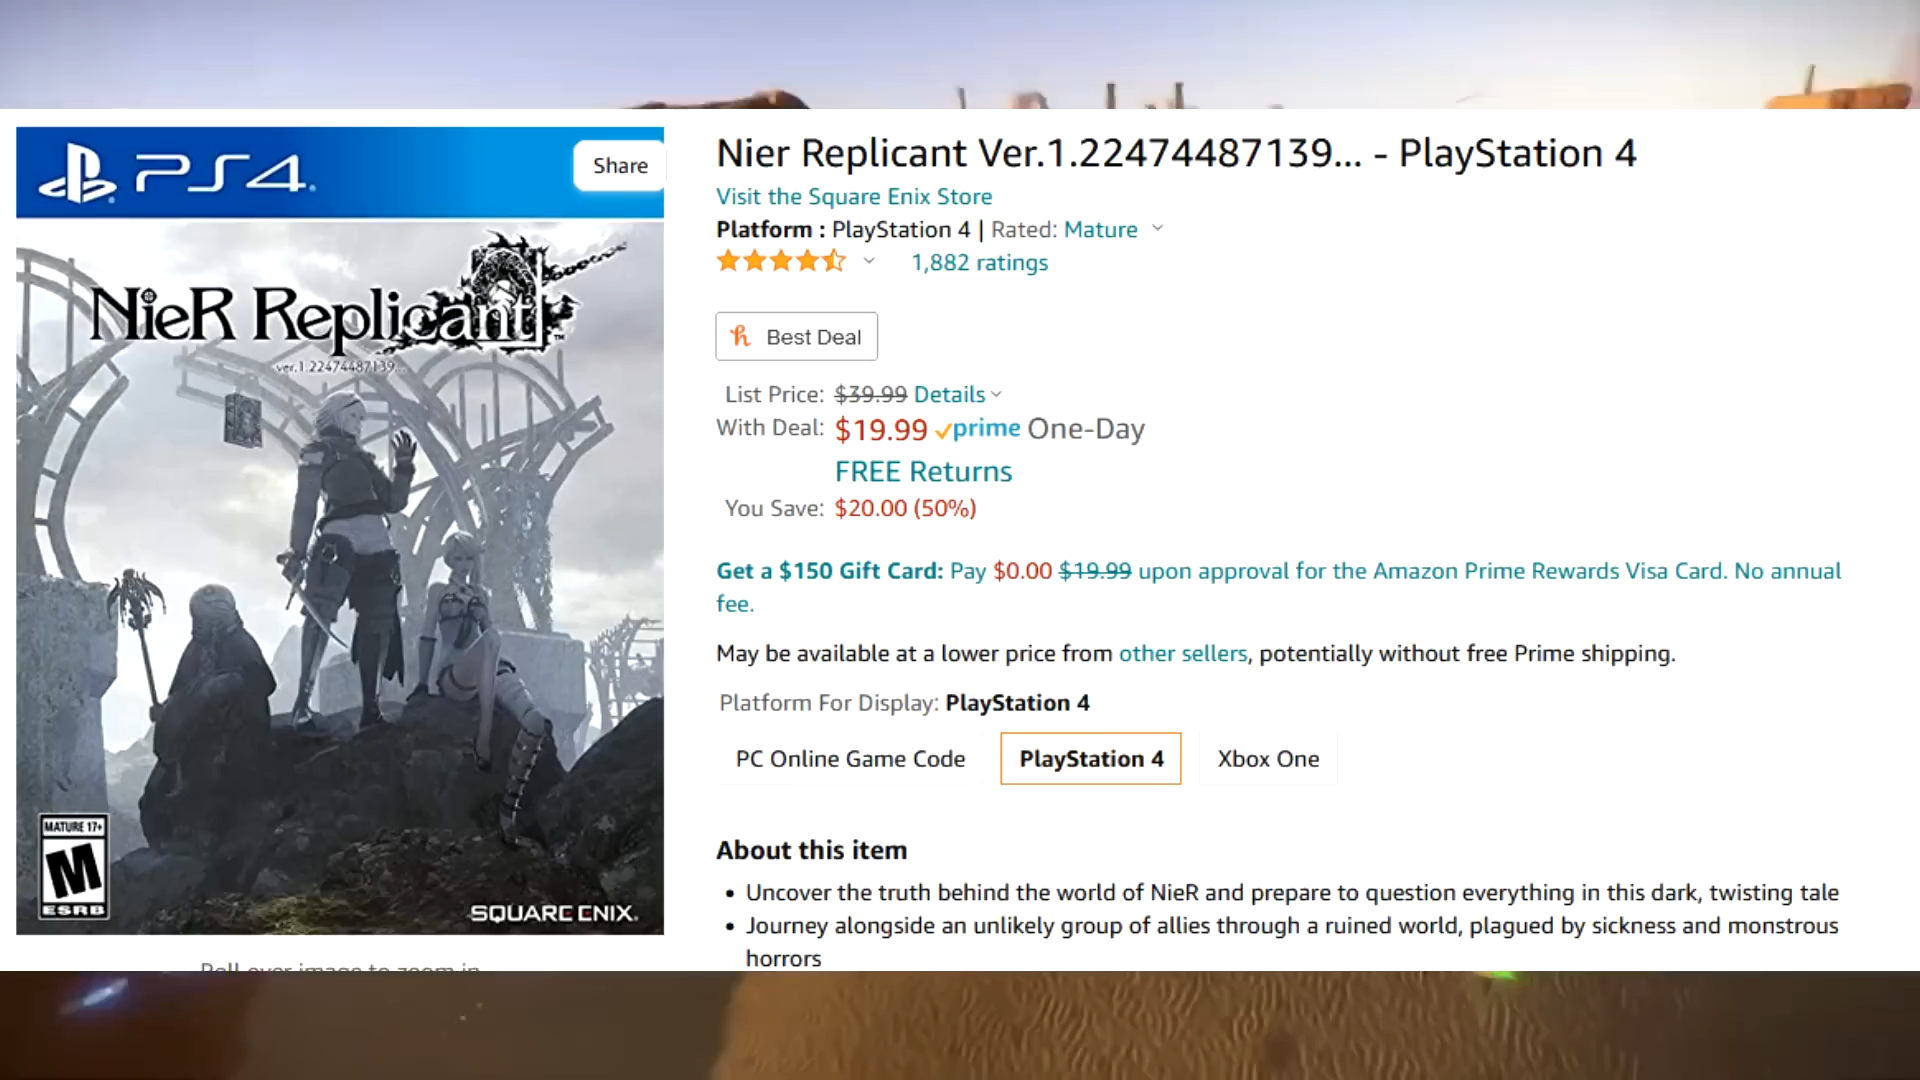 PS4
Share
NieR Replicant
ver.1.22474487139...
MATURE 17+
M
ESRB
SQUARE ENIX.
Roll over image to zoom in
Nier Replicant Ver.1.22474487139... - PlayStation 4
Visit the Square Enix Store
Platform : PlayStation 4 | Rated: Mature
1,882 ratings
Best Deal
List Price: $39.99 Details
With Deal: $19.99 prime One-Day
FREE Returns
You Save: $20.00 (50%)
Get a $150 Gift Card: Pay $0.00 $19.99 upon approval for the Amazon Prime Rewards Visa Card. No annual
fee.
May be available at a lower price from other sellers, potentially without free Prime shipping.
Platform For Display: PlayStation 4
PC Online Game Code PlayStation 4 Xbox One
About this item
• Uncover the truth behind the world of NieR and prepare to question everything in this dark, twisting tale
• Journey alongside an unlikely group of allies through a ruined world, plagued by sickness and monstrous
horrors